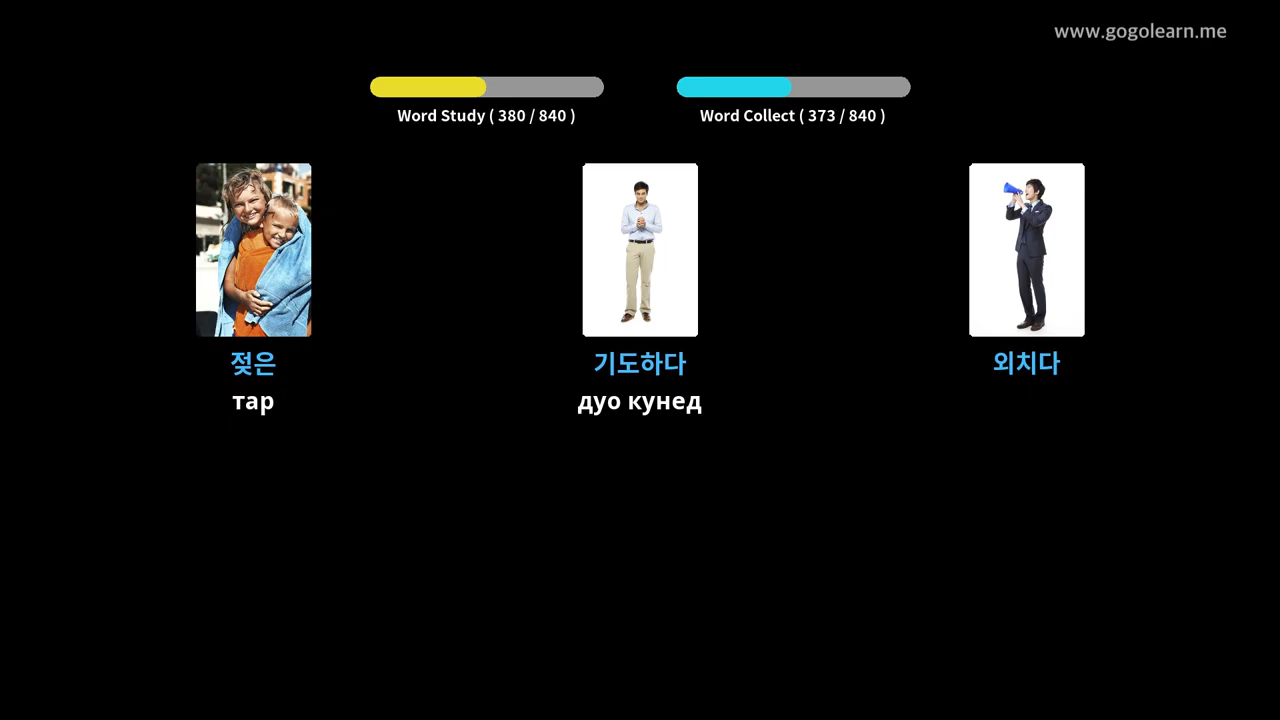 www.gogolearn.me
Word Study ( 380 / 840 )
Word Collect ( 373 / 840 )
젖은
기도하다
외치다
тар
дуо кунед